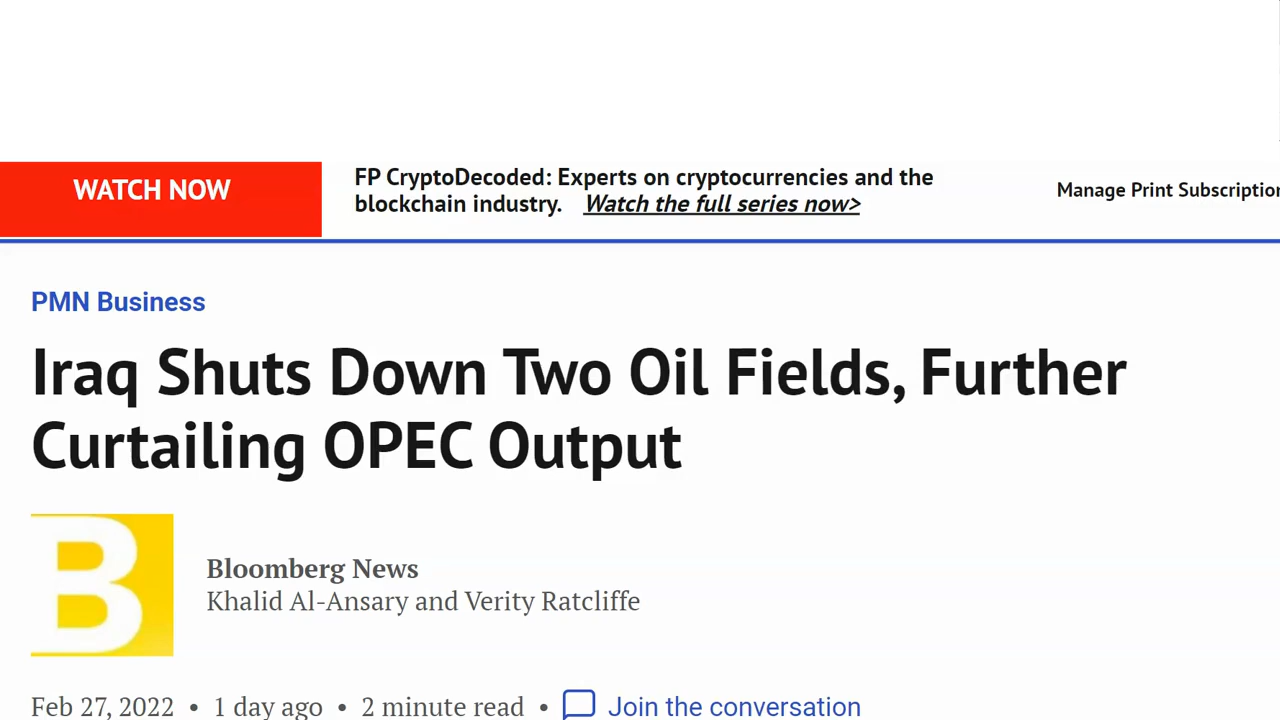 WATCH NOW
FP CryptoDecoded: Experts on cryptocurrencies and the
blockchain industry. Watch the full series now>
Manage Print Subscription
PMN Business
Iraq Shuts Down Two Oil Fields, Further
Curtailing OPEC Output
B
Bloomberg News
Khalid Al-Ansary and Verity Ratcliffe
Feb 27, 2022 • 1 day ago • 2 minute read • Join the conversation